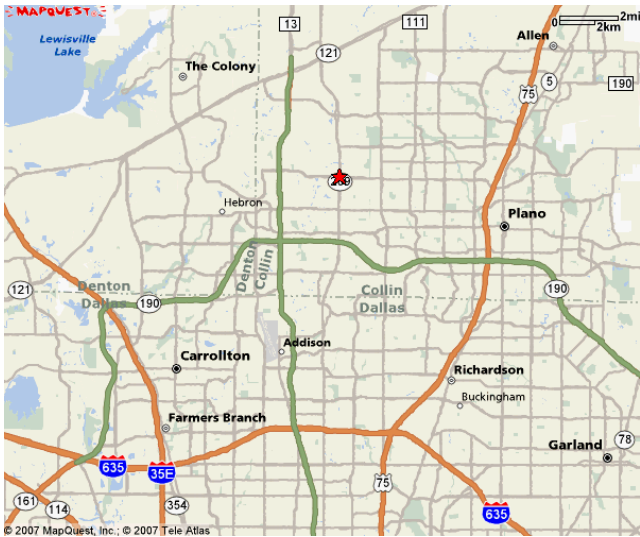 MAPQUEST
13
111
2mi
0
2km
Lewisville
Lake
121
Allen
The Colony
5
190
75
289
Hebron
Plano
Denton
Collin
121
Denton
Dallas
190
Collin
Dallas
190
Addison
Carrollton
Richardson
Buckingham
Farmers Branch
78
Garland
635
35E
75
161
114
354
635
© 2007 MapQuest, Inc.; © 2007 Tele Atlas